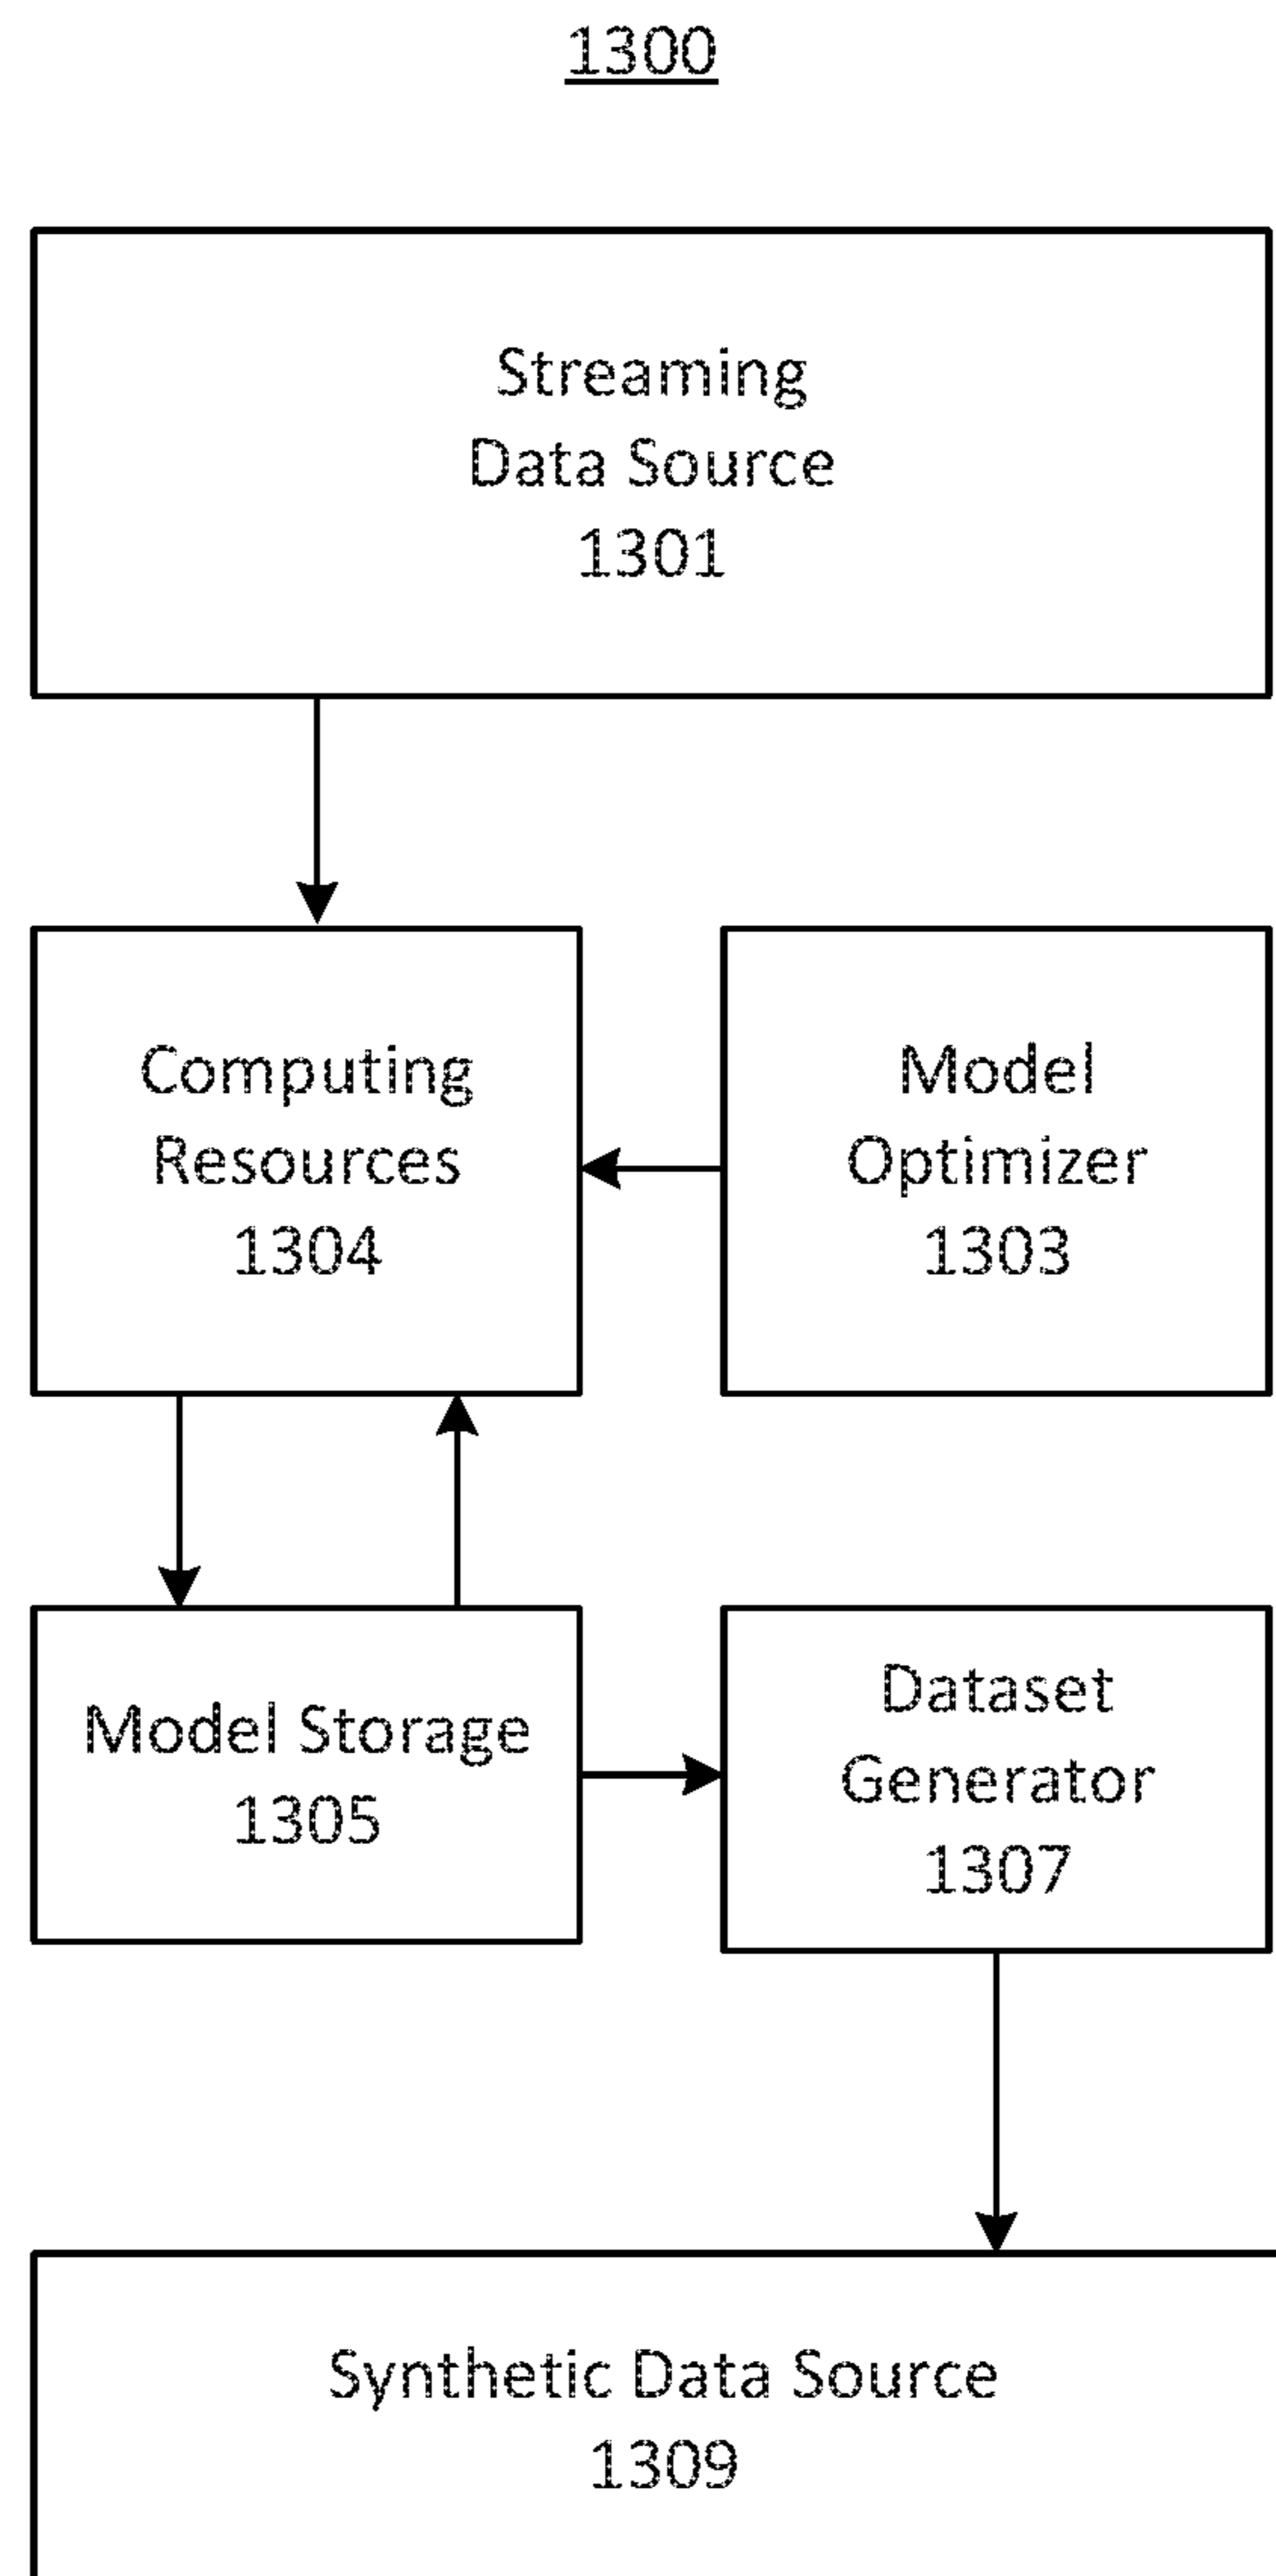 1300
Streaming
Data Source
1301
Computing
Resources
1304
Model
Optimizer
1303
Model Storage
1305
Dataset
Generator
1307
Synthetic Data Source
1309